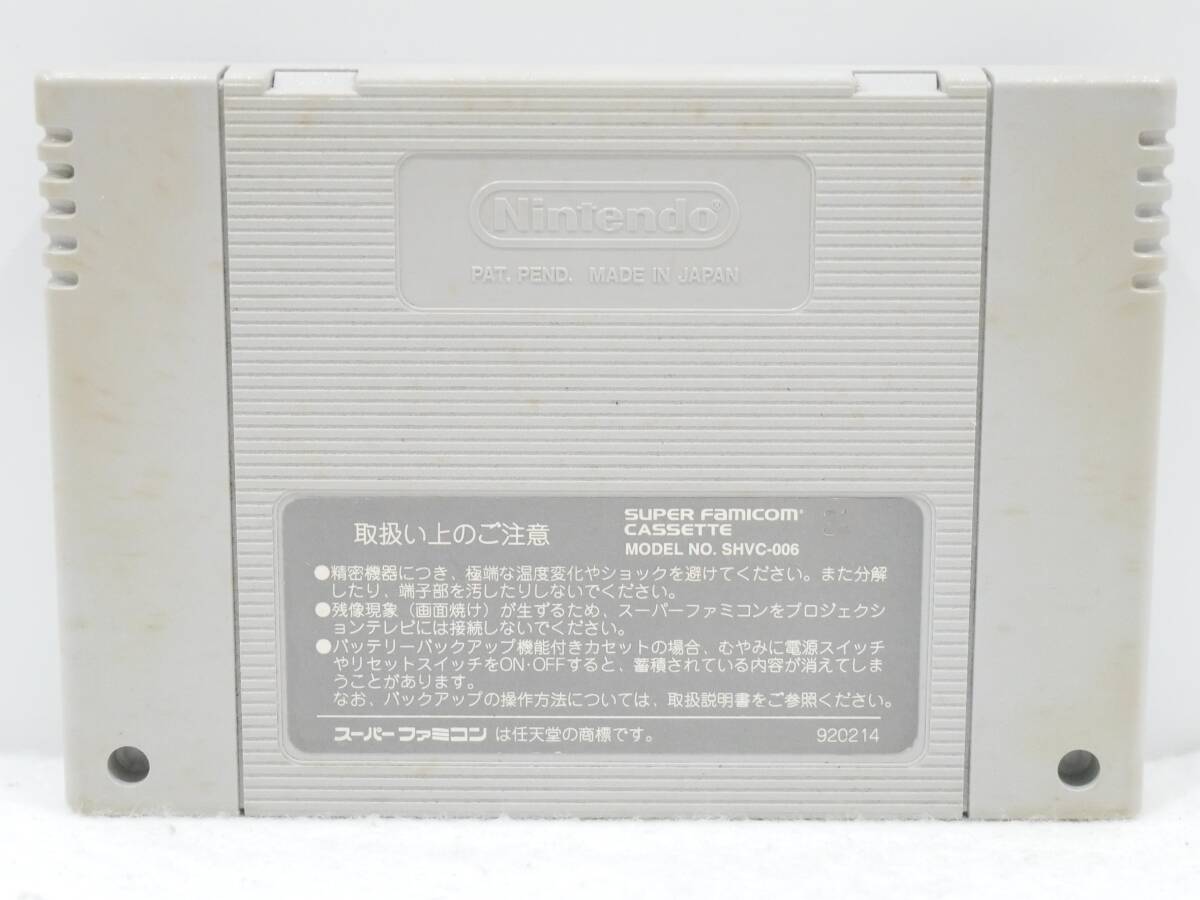 Nintendo®
PAT. PEND. MADE IN JAPAN
取扱い上のご注意
SUPER FAMICOM®
CASSETTE
MODEL NO. SHVC-006
●精密機器につき、極端な温度変化やショックを避けてください。また分解
したり、端子部を汚したりしないでください。
●残像現象(画面焼け)が生ずるため、スーパーファミコンをプロジェクシ
ョンテレビには接続しないでください。
●バッテリーバックアップ機能付きカセットの場合、むやみに電源スイッチ
やリセットスイッチをON・OFFすると、蓄積されている内容が消えてしま
うことがあります。
なお、バックアップの操作方法については、取扱説明書をご参照ください。
スーパーファミコンは任天堂の商標です。 920214